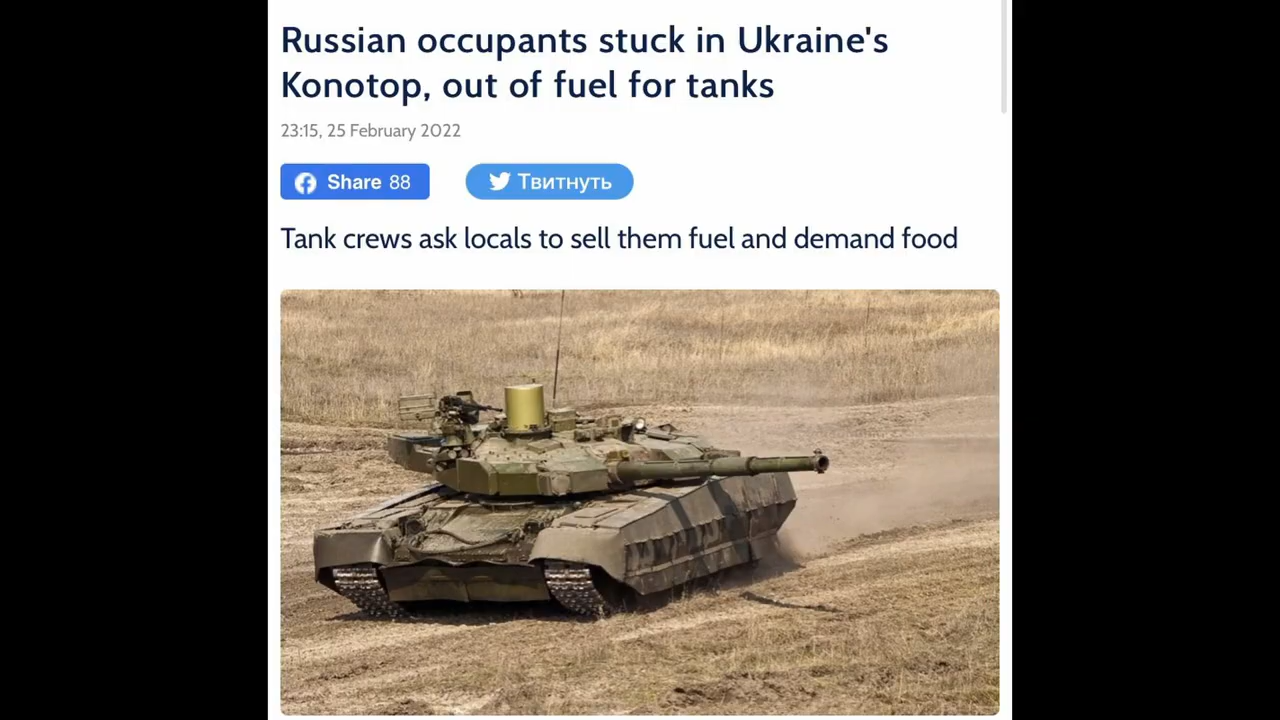 Russian occupants stuck in Ukraine's
Konotop, out of fuel for tanks
23:15, 25 February 2022
Share 88
Твитнуть
Tank crews ask locals to sell them fuel and demand food